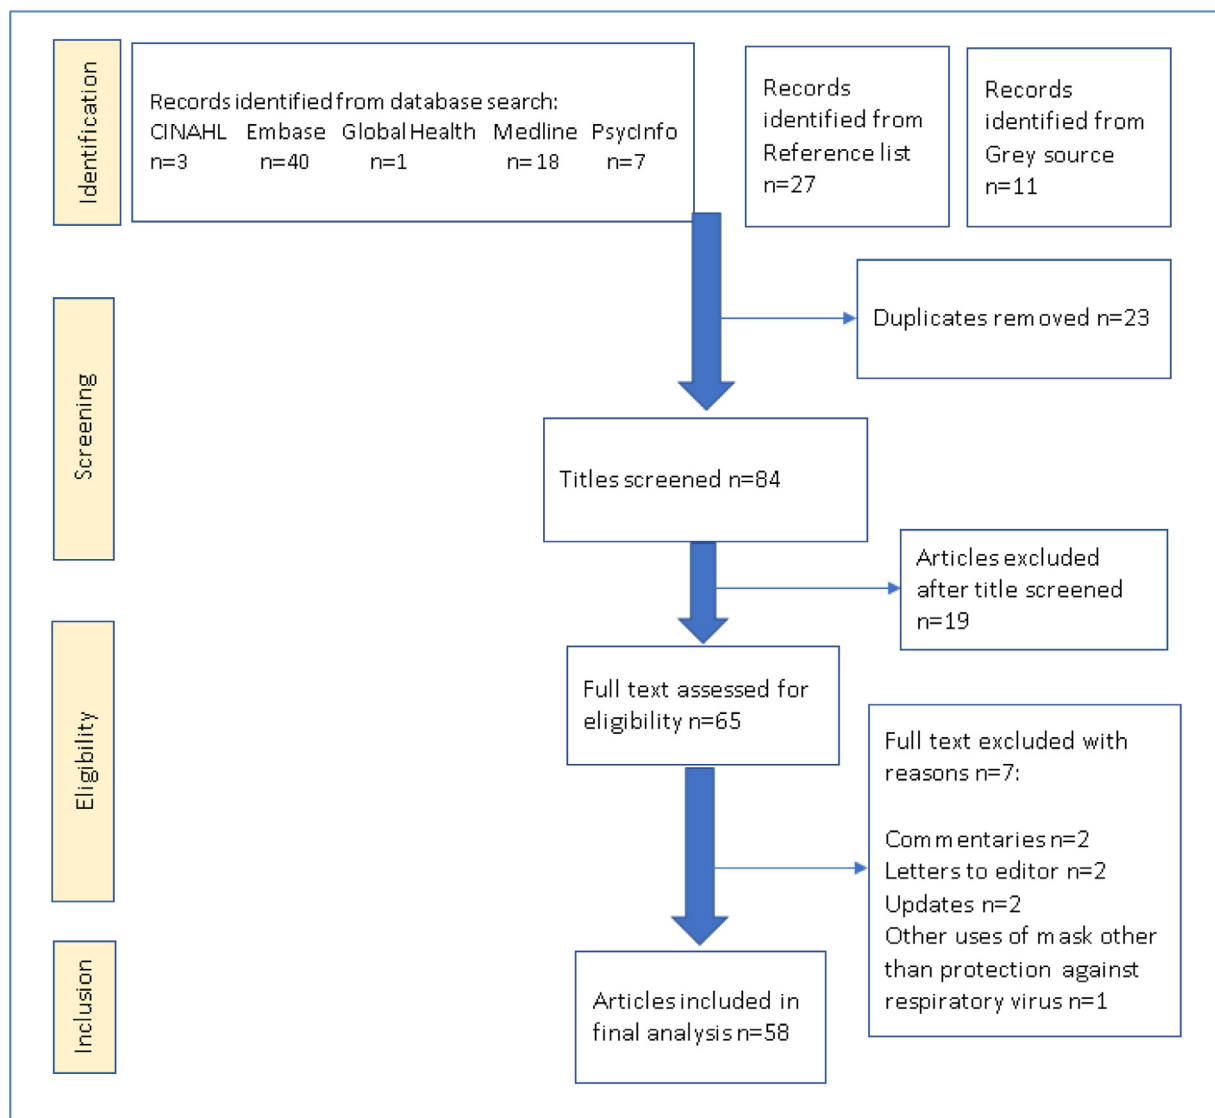 Identification
Records identified from database search:
CINAHL Embase Global Health Medline PsycInfo
n=3 n=40 n=1 n=18 n=7
Records
identified from
Reference list
n=27
Records
identified from
Grey source
n=11
Duplicates removed n=23
Screening
Titles screened n=84
Articles excluded
after title screened
n=19
Eligibility
Full text assessed for
eligibility n=65
Full text excluded with
reasons n=7:
Commentaries n=2
Letters to editor n=2
Updates n=2
Other uses of mask other
than protection against
respiratory virus n=1
Inclusion
Articles included in
final analysis n=58